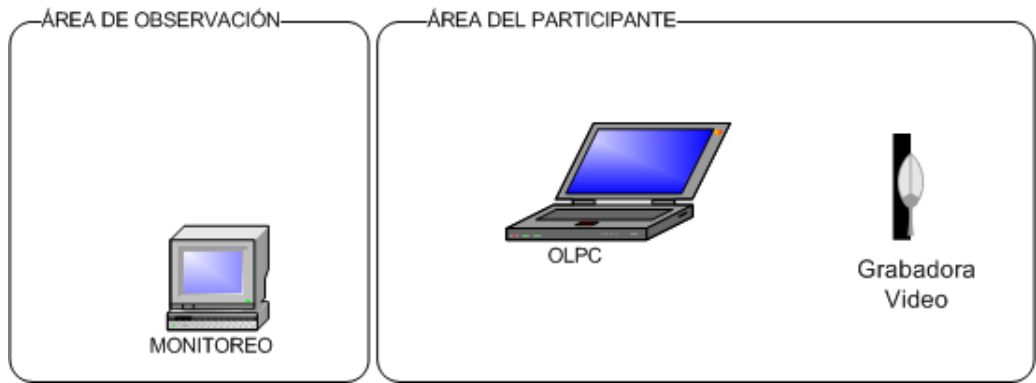 ÁREA DE OBSERVACIÓN
ÁREA DEL PARTICIPANTE
OLPC
Grabadora
Video
MONITOREO